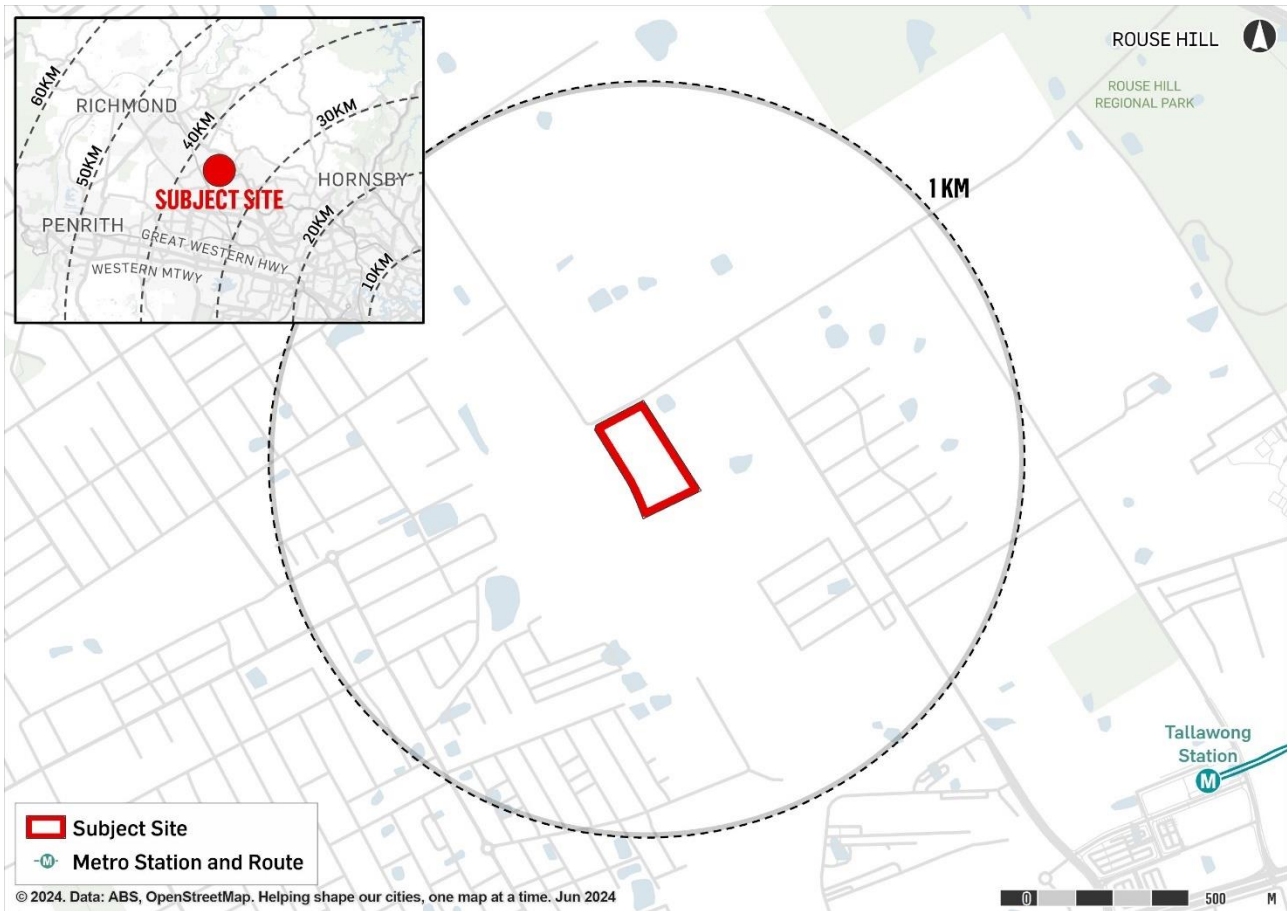 60KM
RICHMOND
50KM
40KM
30KM
SUBJECT SITE
HORNSBY
PENRITH
20KM
GREAT WESTERN HWY
WESTERN MTWY
10KM
ROUSE HILL
ROUSE HILL
REGIONAL PARK
1 KM
Tallawong
Station
M
Subject Site
M Metro Station and Route
© 2024. Data: ABS, OpenStreetMap. Helping shape our cities, one map at a time. Jun 2024
0 500 M